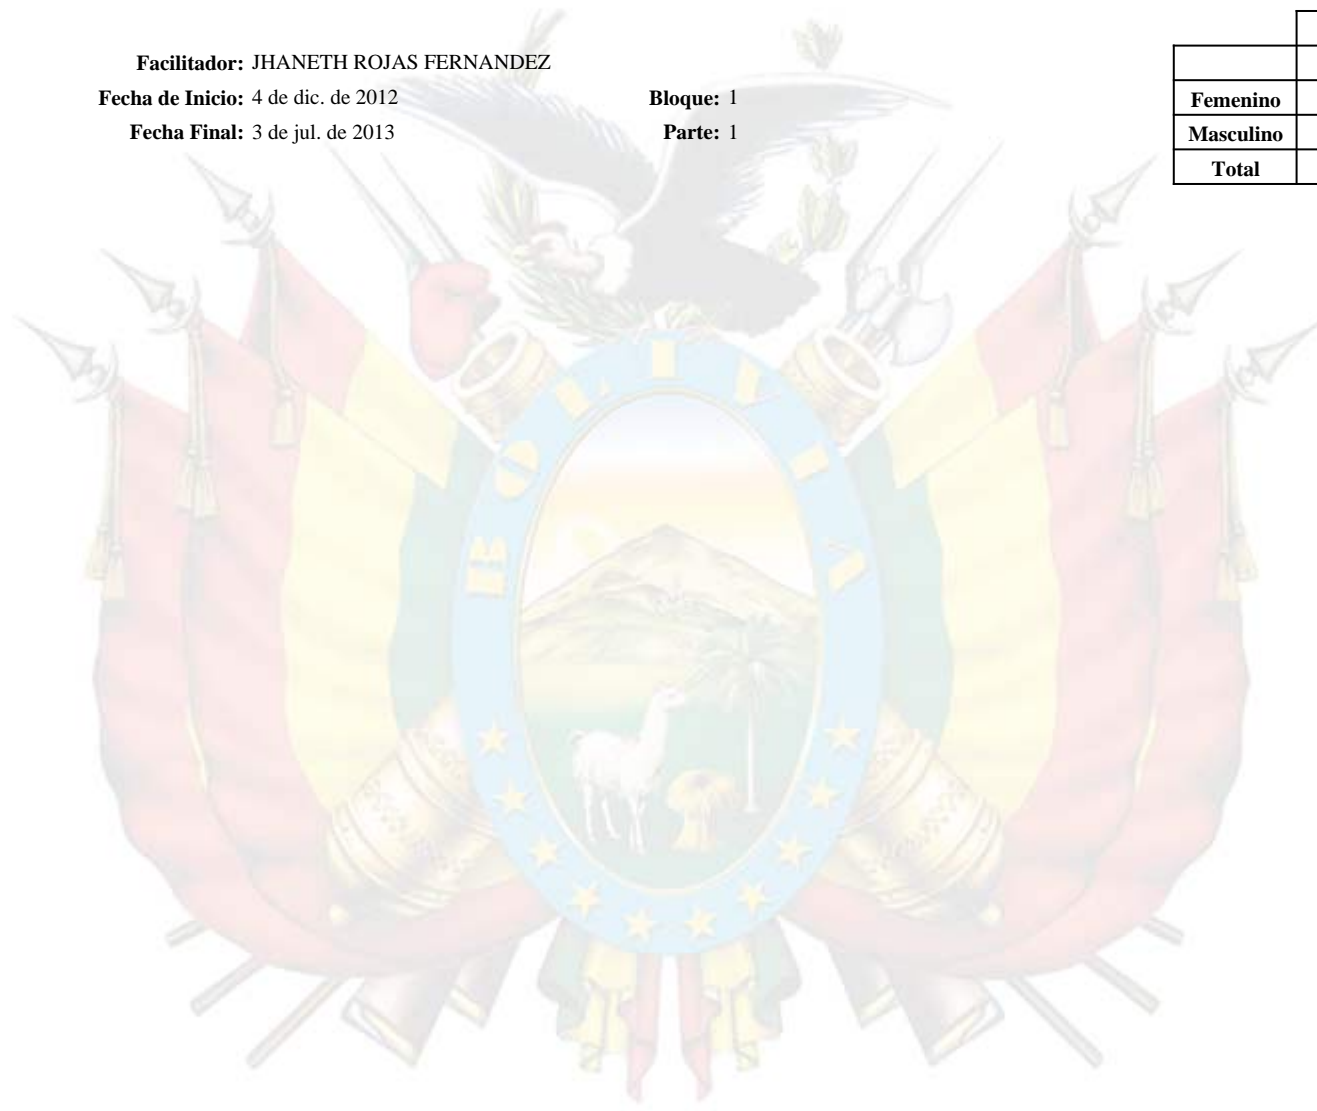 Facilitador: JHANETH ROJAS FERNANDEZ
Fecha de Inicio: 4 de dic. de 2012 Bloque: 1
Fecha Final: 3 de jul. de 2013 Parte: 1
Femenino
Masculino
Total
BOLIVIA